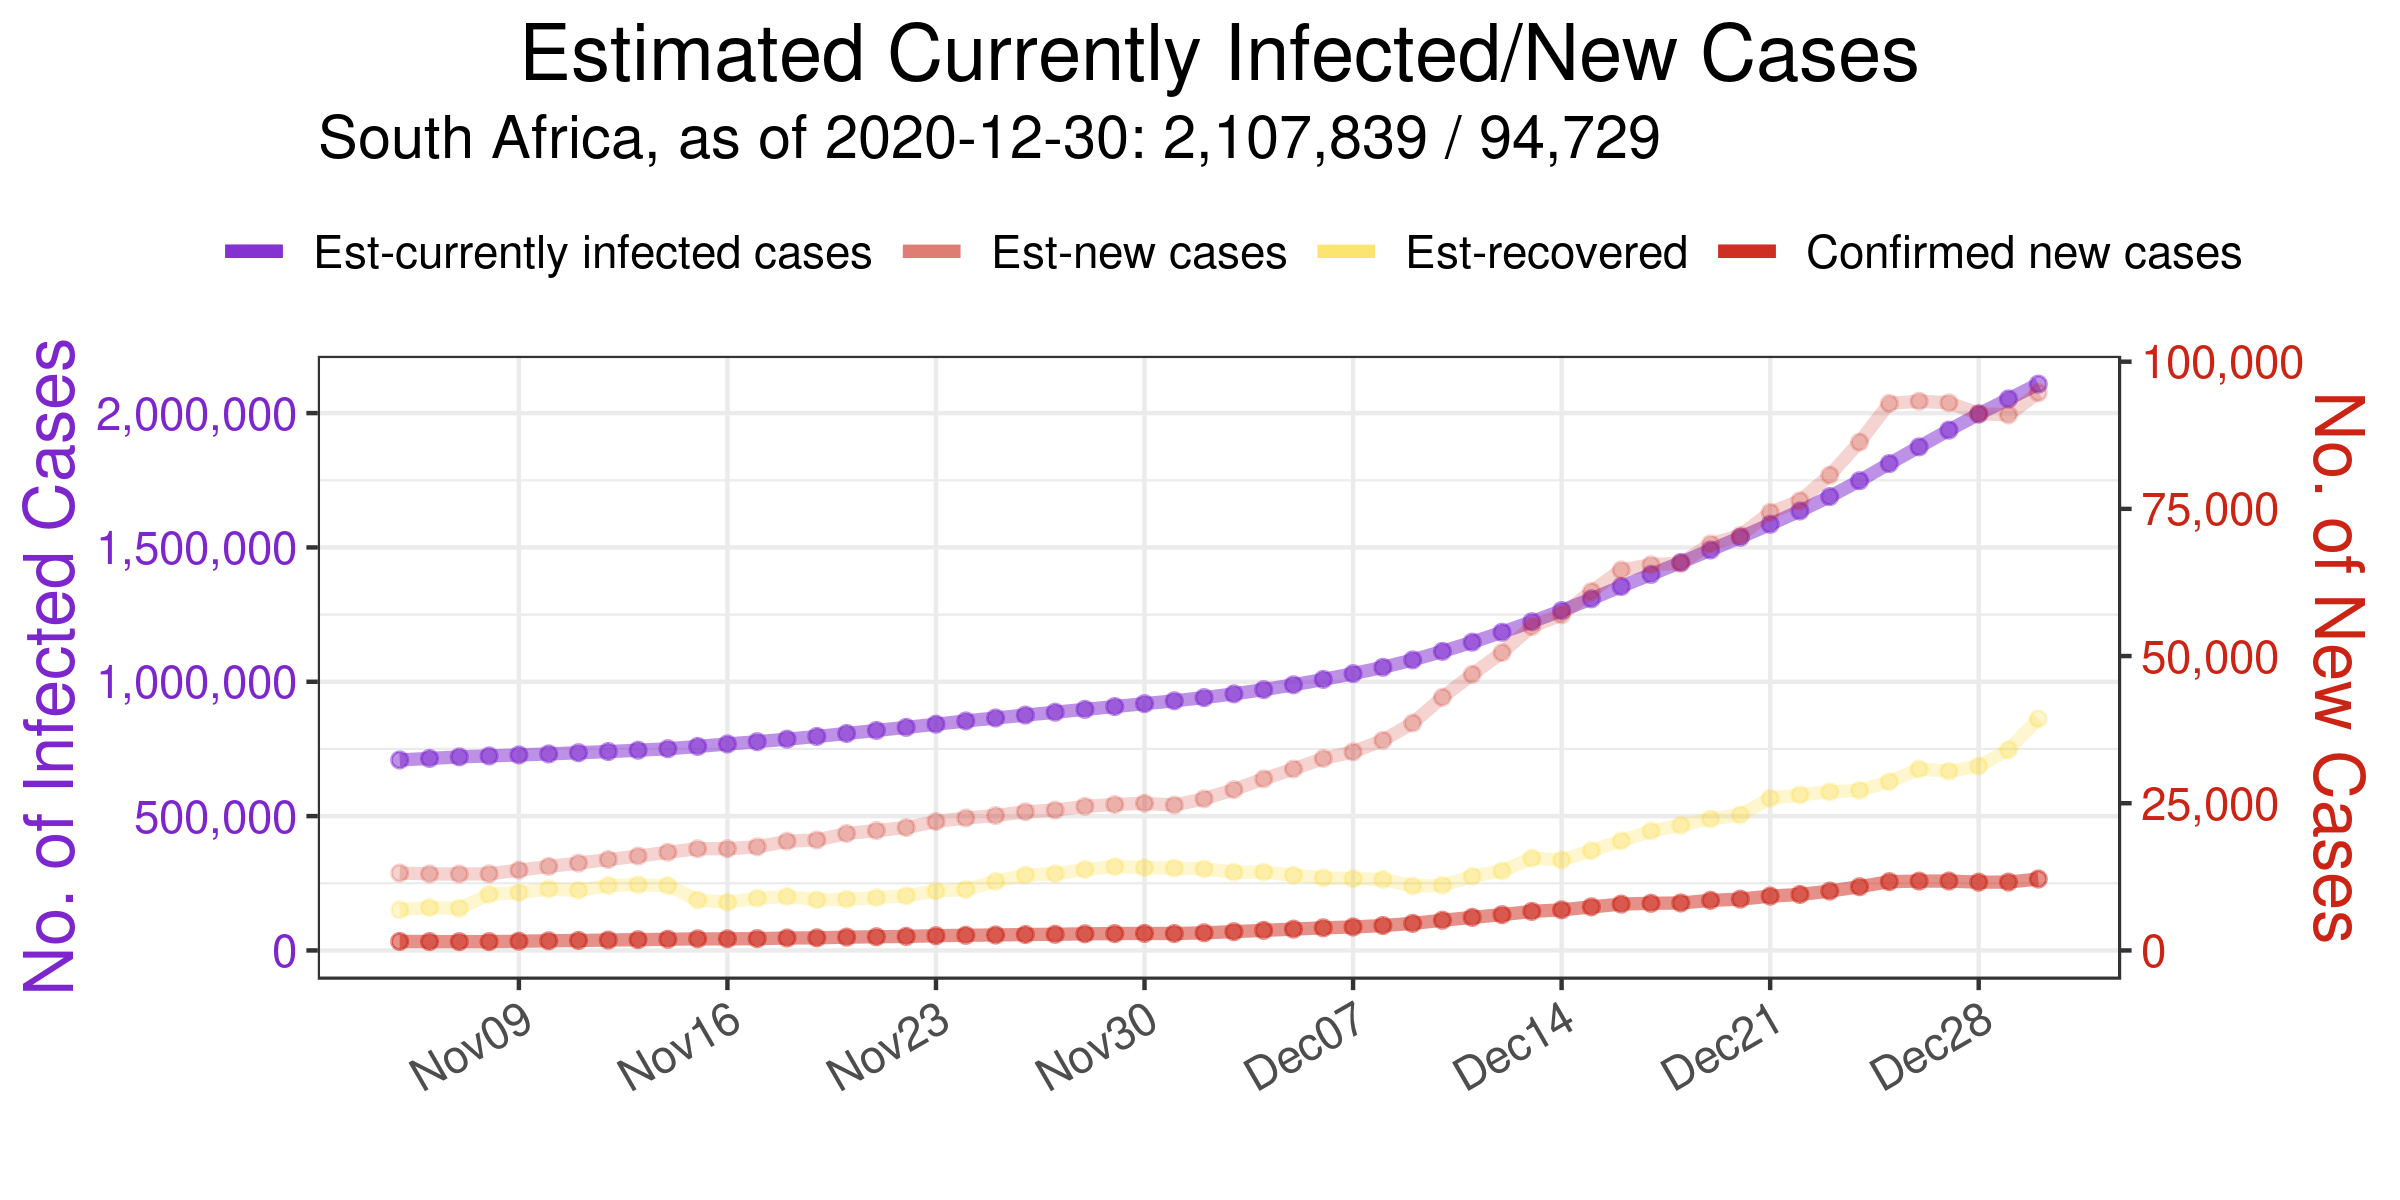 Estimated Currently Infected/New Cases
South Africa, as of 2020-12-30: 2,107,839 / 94,729
Est-currently infected cases Est-new cases Est-recovered Confirmed new cases
No. of Infected Cases
2,000,000
1,500,000
1,000,000
500,000
0
100,000
75,000
50,000
25,000
0
No. of New Cases
Nov09 Nov16 Nov23 Nov30 Dec07 Dec14 Dec21 Dec28